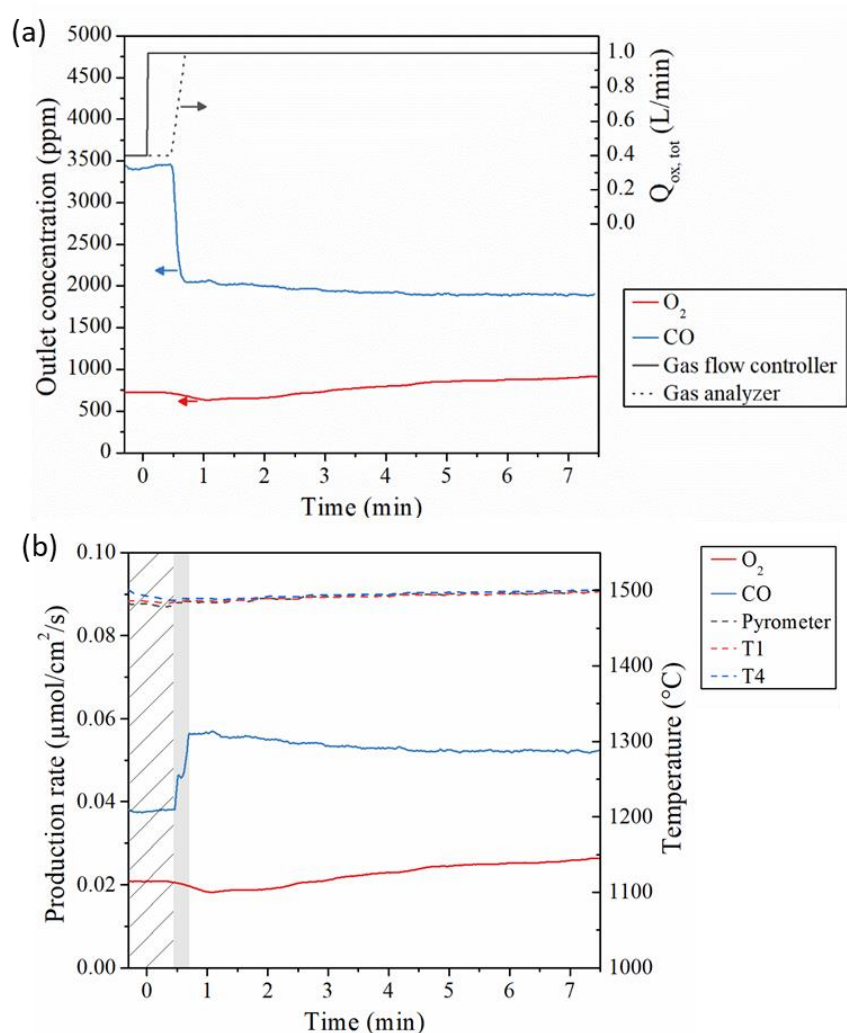 (a)
5000
4500
4000
3500
3000
2500
2000
1500
1000
500
0
Outlet concentration (ppm)
1.0
0.8
0.6
0.4
0.2
0.0
Qox, tot (L/min)
0 1 2 3 4 5 6 7
Time (min)
O2
CO
Gas flow controller
Gas analyzer
(b)
0.10
0.08
0.06
0.04
0.02
0.00
Production rate (μmol/cm²/s)
1500
1400
1300
1200
1100
1000
Temperature (°C)
0 1 2 3 4 5 6 7
Time (min)
O2
CO
Pyrometer
T1
T4